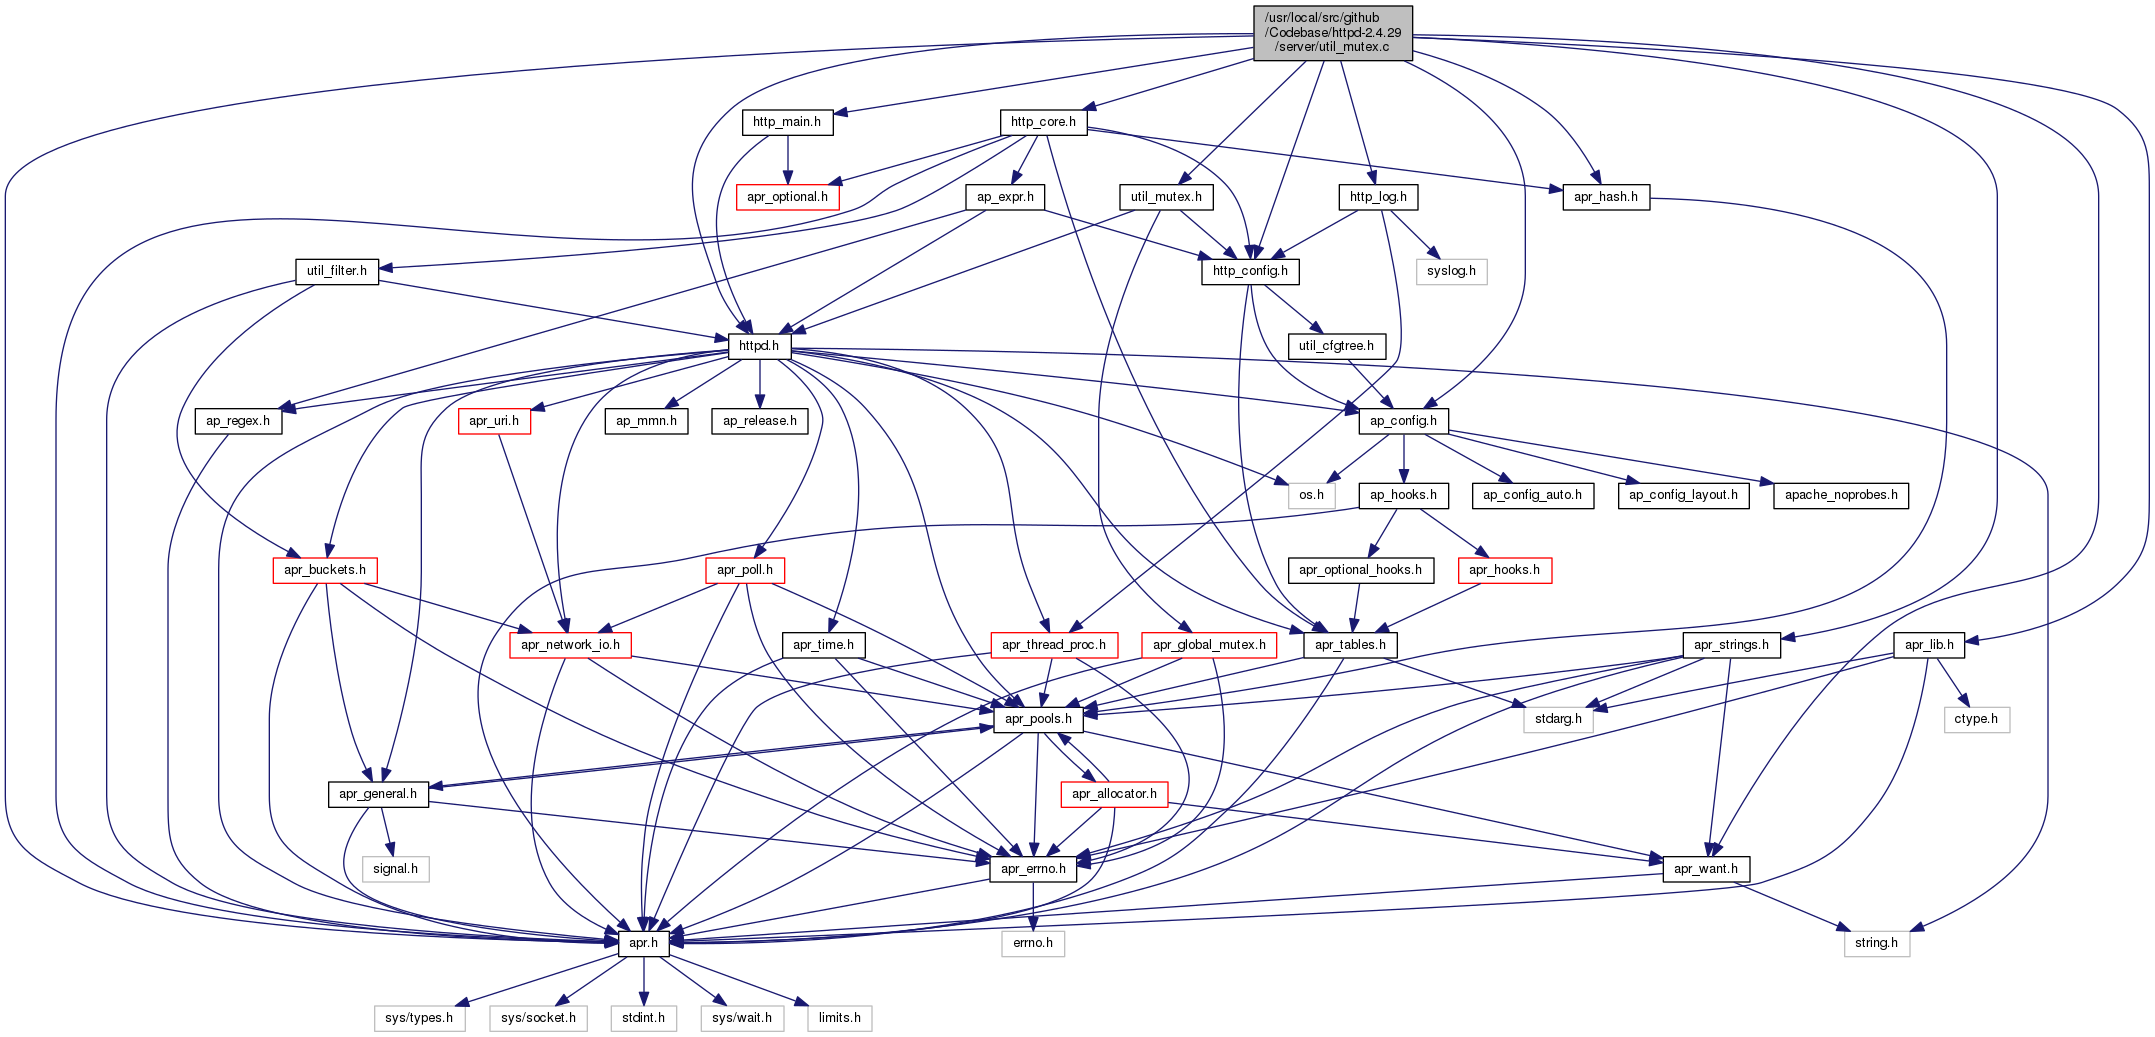 /usr/local/src/github
/Codebase/httpd-2.4.29
/server/util_mutex.c
http_main.h
http_core.h
apr_optional.h
ap_expr.h
util_mutex.h
http_log.h
apr_hash.h
util_filter.h
http_config.h
syslog.h
httpd.h
util_cfgtree.h
ap_regex.h
apr_uri.h
ap_mmn.h
ap_release.h
ap_config.h
os.h
ap_hooks.h
ap_config_auto.h
ap_config_layout.h
apache_noprobes.h
apr_buckets.h
apr_poll.h
apr_optional_hooks.h
apr_hooks.h
apr_network_io.h
apr_time.h
apr_thread_proc.h
apr_global_mutex.h
apr_tables.h
apr_strings.h
apr_lib.h
apr_pools.h
stdarg.h
ctype.h
apr_general.h
apr_allocator.h
signal.h
apr_errno.h
apr_want.h
apr.h
errno.h
string.h
sys/types.h
sys/socket.h
stdint.h
sys/wait.h
limits.h